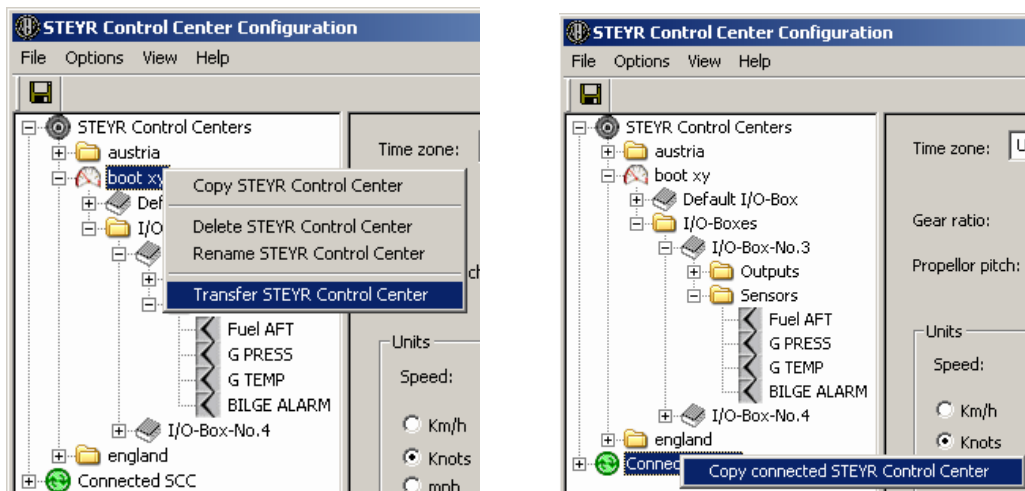 STEYR Control Center Configuratio
File Options View Help
STEYR Control Centers
austria
boot xy
Def
I/O
Fuel AFT
G PRESS
G TEMP
BILGE ALARM
I/O-Box-No.4
england
Connected SCC
Copy STEYR Control Center
Delete STEYR Control Center
Rename STEYR Control Center
Transfer STEYR Control Center
Time zone:
ch
Units
Speed:
Km/h
Knots
mph
STEYR Control Center Configuration
File Options View Help
STEYR Control Centers
austria
boot xy
Default I/O-Box
I/O-Boxes
I/O-Box-No.3
Outputs
Sensors
Fuel AFT
G PRESS
G TEMP
BILGE ALARM
I/O-Box-No.4
england
Connec
Copy connected STEYR Control Center
Time zone: U
Gear ratio:
Propellor pitch:
Units
Speed:
Km/h
Knots